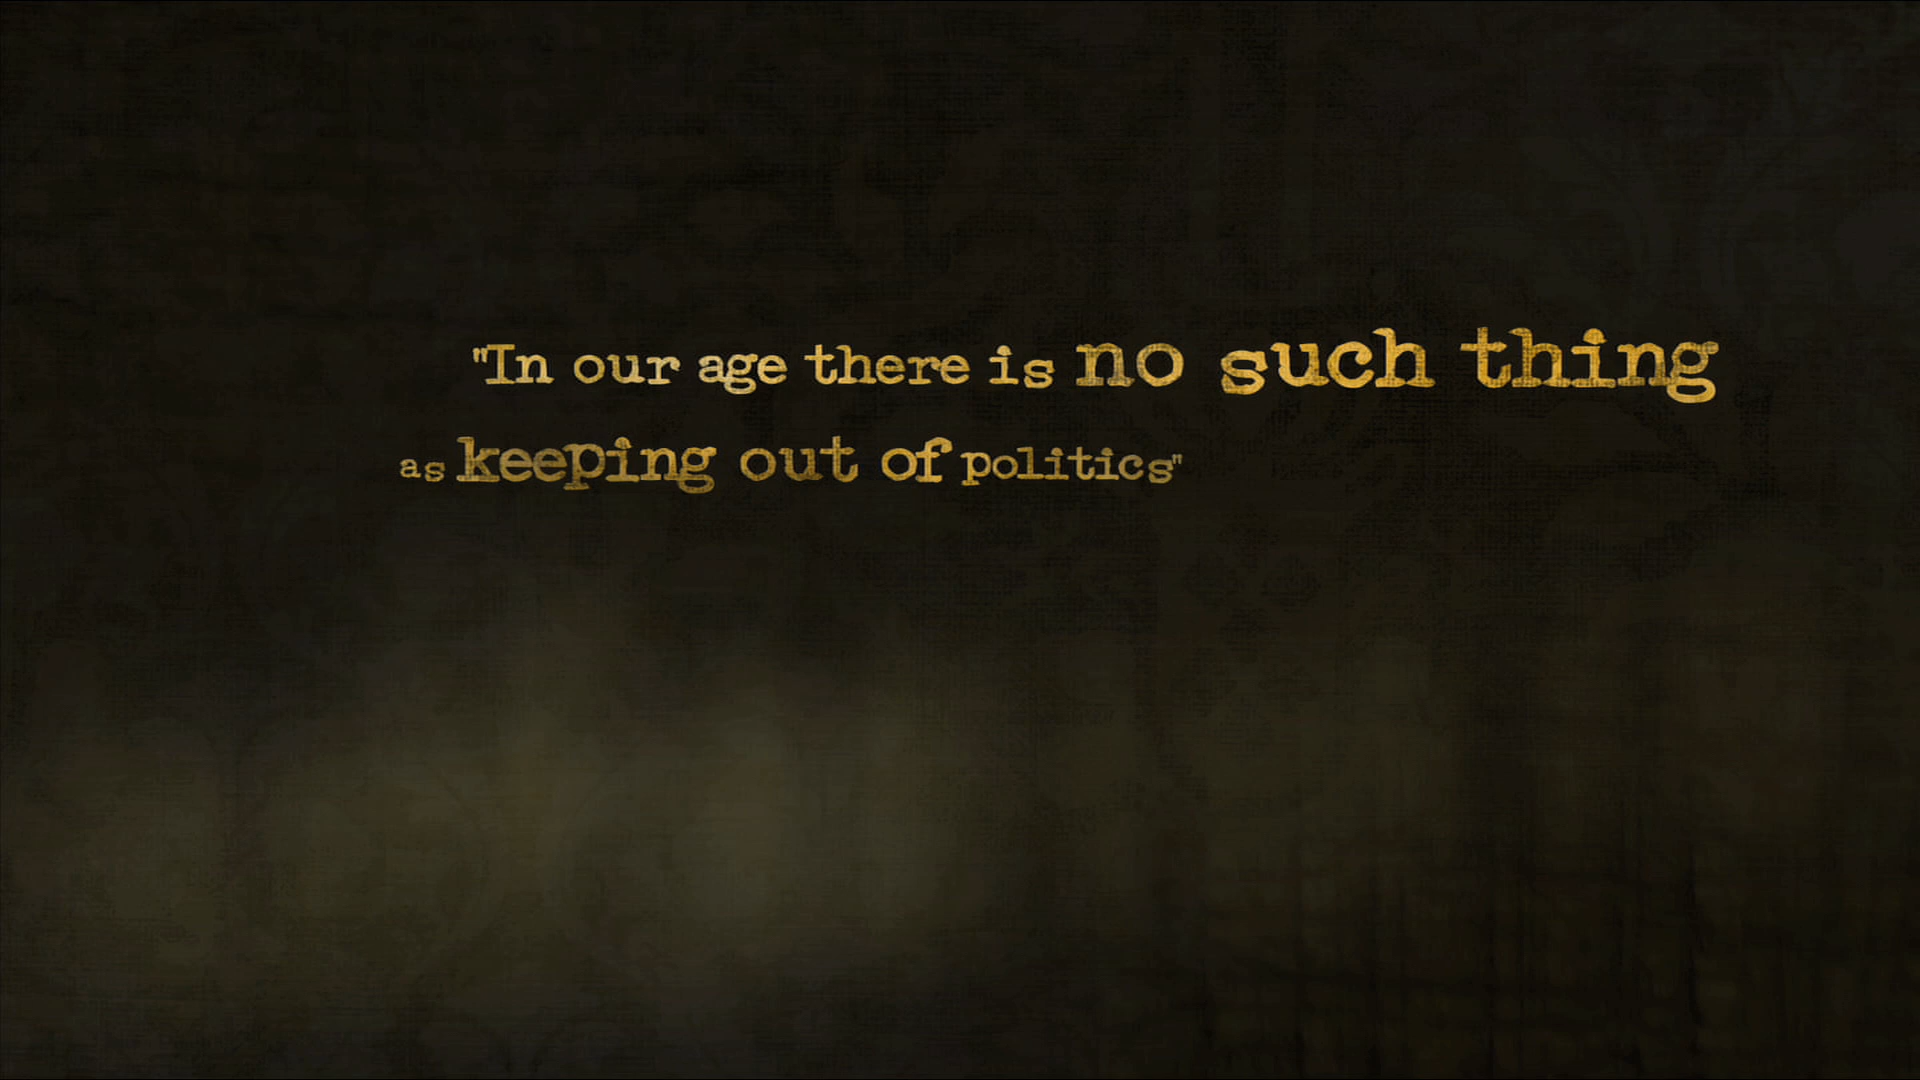 "In our age there is no such thing
as keeping out of politics"